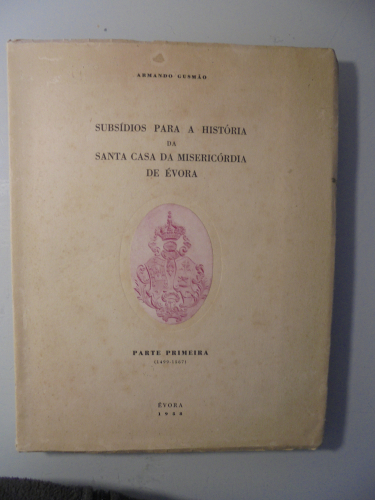 ARMANDO GUSMÃO
SUBSÍDIOS PARA A HISTÓRIA
DA
SANTA CASA DA MISERICÓRDIA
DE ÉVORA
PARTE PRIMEIRA
ÉVORA